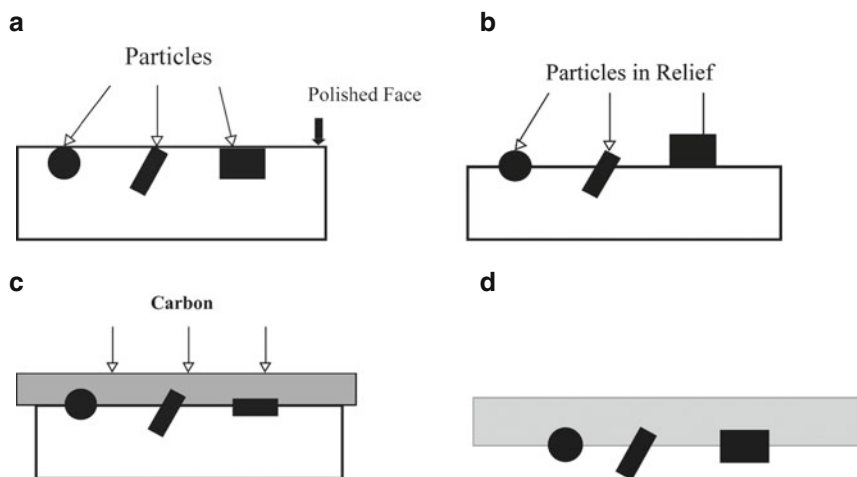 a
Particles
Polished Face
b
Particles in Relief
c
Carbon
d